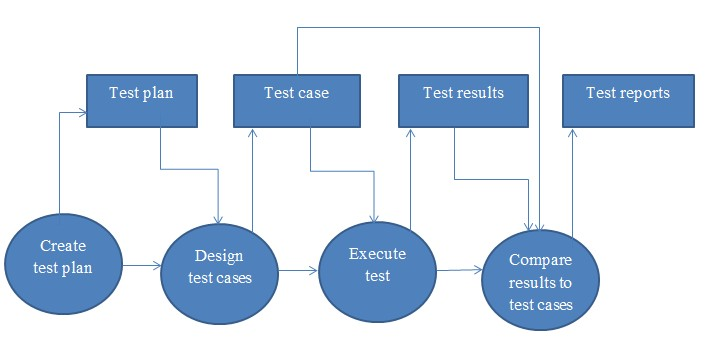 Test plan
Test case
Test results
Test reports
Create
test plan
Design
test cases
Execute
test
Compare
results to
test cases